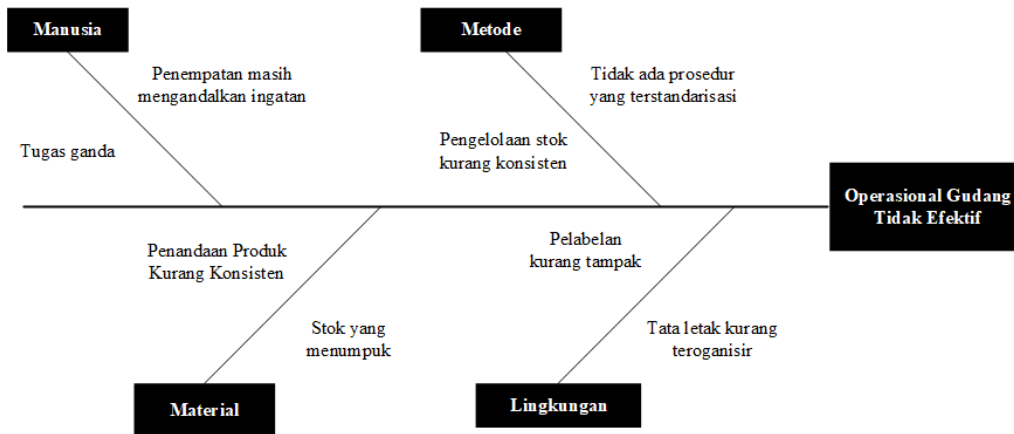 Manusia
Metode
Penempatan masih
mengandalkan ingatan
Tidak ada prosedur
yang terstandarisasi
Tugas ganda
Pengelolaan stok
kurang konsisten
Operasional Gudang
Tidak Efektif
Penandaan Produk
Kurang Konsisten
Pelabelan
kurang tampak
Stok yang
menumpuk
Tata letak kurang
teroganisir
Material
Lingkungan